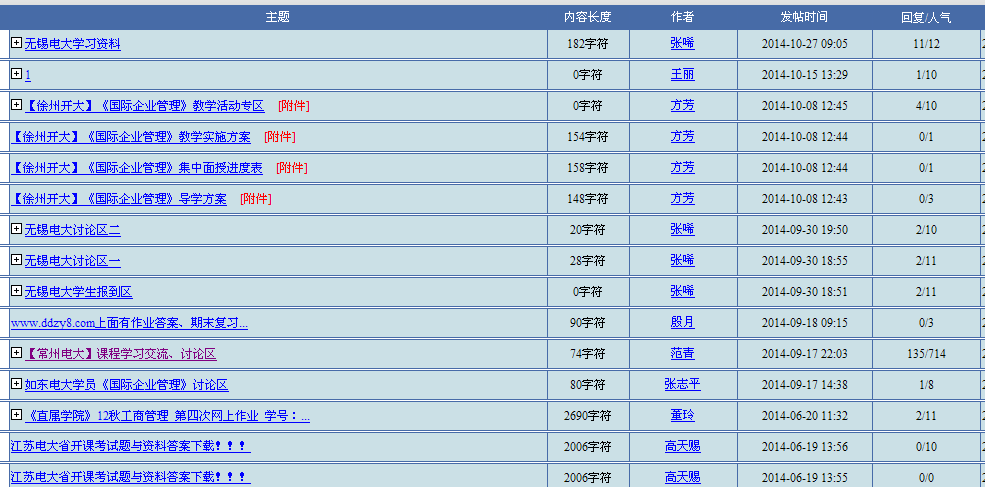 主题 内容长度 作者 发帖时间 回复/人气
无锡电大学习资料 182字符 张唏 2014-10-27 09:05 11/12
1 0字符 王丽 2014-10-15 13:29 1/10
【徐州开大】《国际企业管理》教学活动专区 [附件] 0字符 方芳 2014-10-08 12:45 4/10
【徐州开大】《国际企业管理》教学实施方案 [附件] 154字符 方芳 2014-10-08 12:44 0/1
【徐州开大】《国际企业管理》集中面授进度表 [附件] 158字符 方芳 2014-10-08 12:44 0/1
【徐州开大】《国际企业管理》导学方案 [附件] 148字符 方芳 2014-10-08 12:43 0/3
无锡电大讨论区二 20字符 张唏 2014-09-30 19:50 2/10
无锡电大讨论区一 28字符 张唏 2014-09-30 18:55 2/11
无锡电大学生报到区 0字符 张唏 2014-09-30 18:51 2/11
www.ddzy8.com上面有作业答案、期末复习... 90字符 殷月 2014-09-18 09:15 0/3
【常州电大】课程学习交流、讨论区 74字符 范青 2014-09-17 22:03 135/714
如东电大学员《国际企业管理》讨论区 80字符 张志平 2014-09-17 14:38 1/8
《直属学院》12秋工商管理 第四次网上作业 学号：... 2690字符 董玲 2014-06-20 11:32 2/11
江苏电大省开课考试题与资料答案下载！！！ 2006字符 高天赐 2014-06-19 13:56 0/10
江苏电大省开课考试题与资料答案下载！！！ 2006字符 高天赐 2014-06-19 13:55 0/0